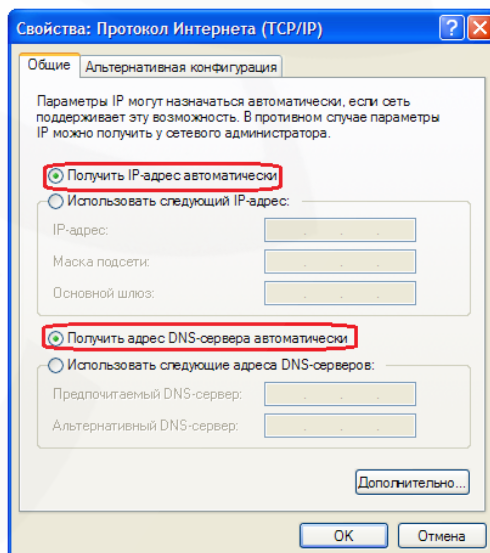 Свойства: Протокол Интернета (TCP/IP)
Общие
Альтернативная конфигурация
Параметры IP могут назначаться автоматически, если сеть
поддерживает эту возможность. В противном случае параметры
IP можно получить у сетевого администратора.
Получить IP-адрес автоматически
Использовать следующий IP-адрес:
IP-адрес:
Маска подсети:
Основной шлюз:
Получить адрес DNS-сервера автоматически
Использовать следующие адреса DNS-серверов:
Предпочитаемый DNS-сервер:
Альтернативный DNS-сервер:
Дополнительно...
OK
Отмена